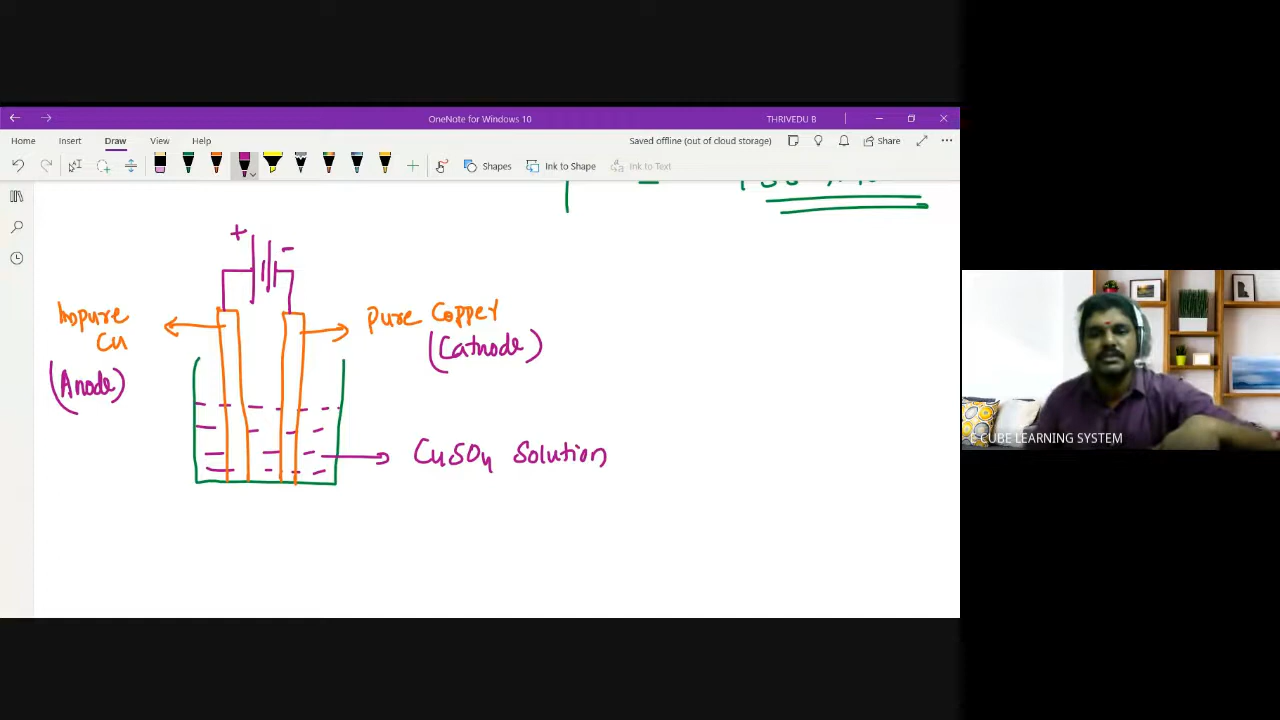 OneNote for Windows 10
THRIVEDU B
Home Insert Draw View Help
Saved offline (out of cloud storage)
Share
Shapes
Ink to Shape
Ink to Text
+
-
Impure
Cu
(Anode)
pure Copper
(Cathode)
CuSO4 Solution
E CUBE LEARNING SYSTEM